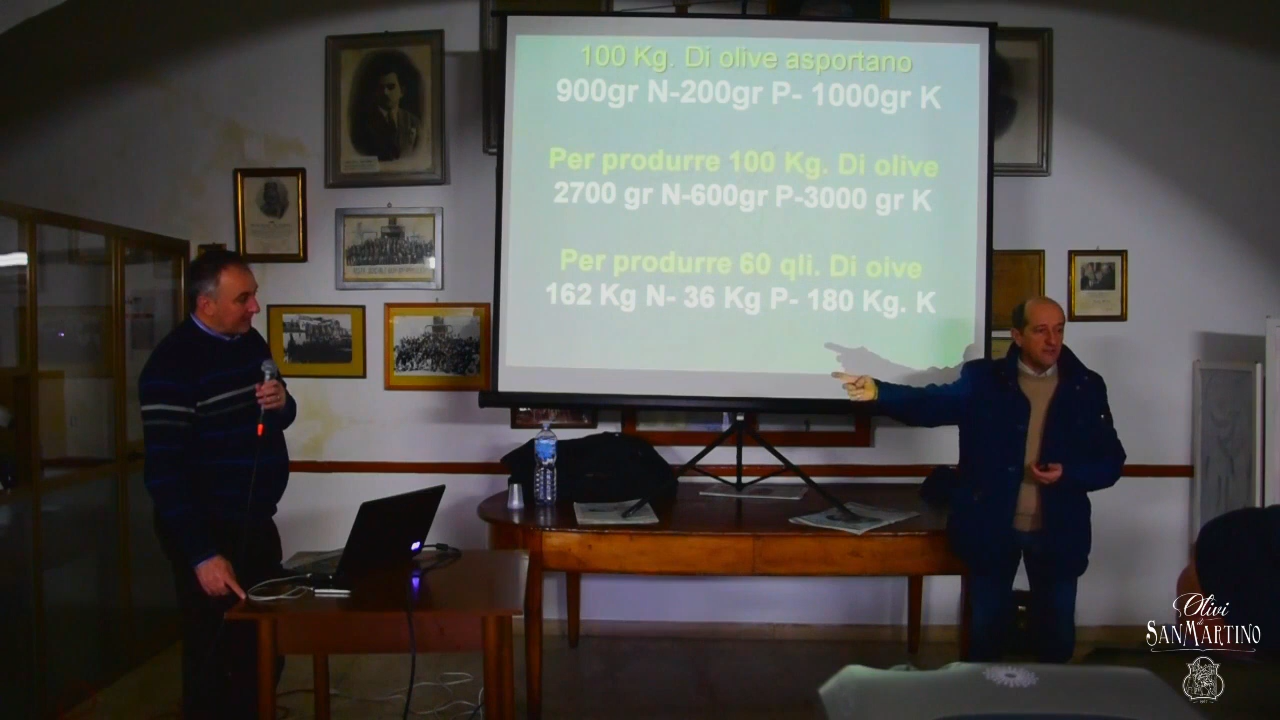 100 Kg. Di olive asportano
900gr N-200gr P- 1000gr K
Per produrre 100 Kg. Di olive
2700 gr N-600gr P-3000 gr K
Per produrre 60 qli. Di oive
162 Kg N- 36 Kg P- 180 Kg. K
Olivi
di
SANMARTINO